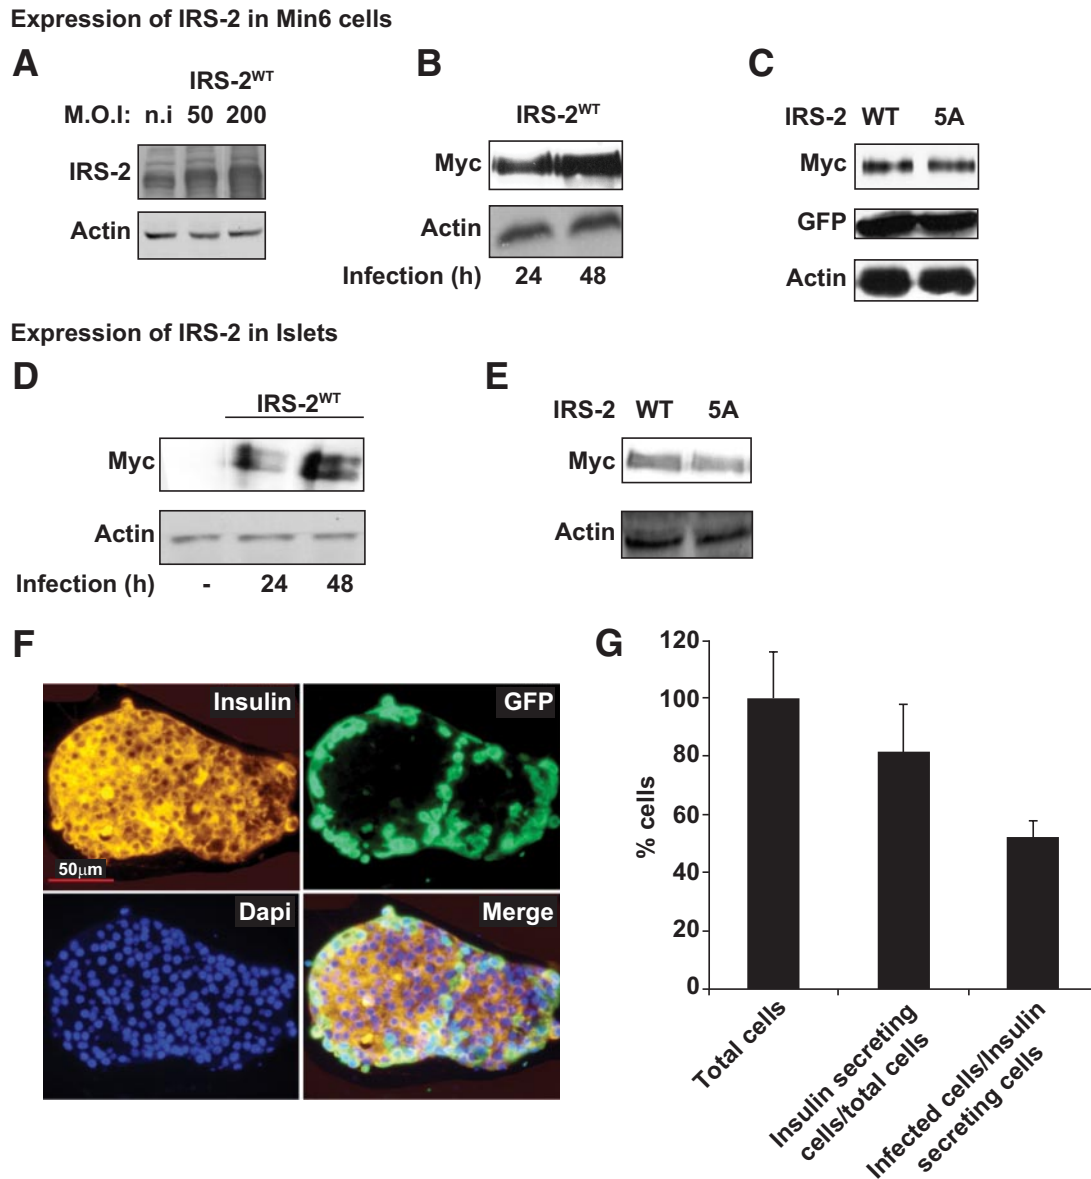 Expression of IRS-2 in Min6 cells
A
IRS-2WT
M.O.I: n.i 50 200
IRS-2
Actin
B
IRS-2WT
Myc
Actin
Infection (h) 24 48
C
IRS-2 WT 5A
Myc
GFP
Actin
Expression of IRS-2 in Islets
D
IRS-2WT
Myc
Actin
Infection (h) - 24 48
E
IRS-2 WT 5A
Myc
Actin
F
Insulin
GFP
50μm
Dapi
Merge
G
% cells
120
100
80
60
40
20
0
Total cells
Insulin secreting
cells/total cells
Infected cells/Insulin
secreting cells